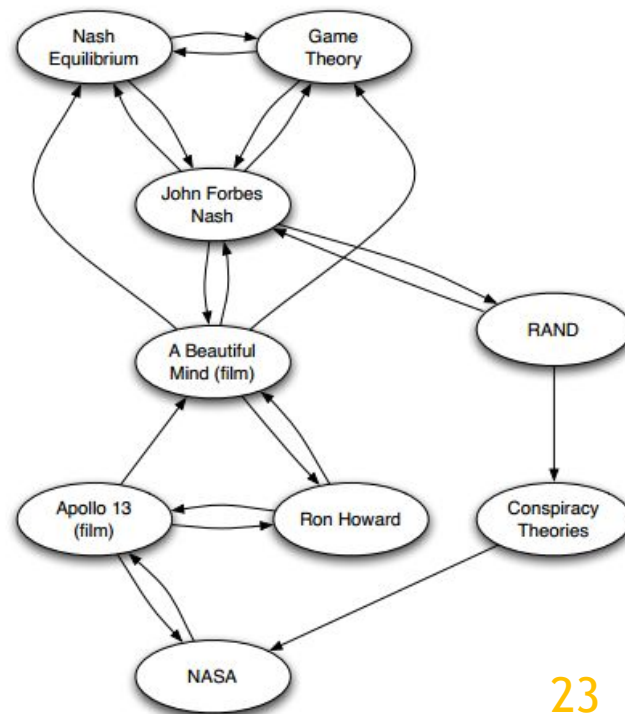 Nash
Equilibrium
Game
Theory
John Forbes
Nash
RAND
A Beautiful
Mind (film)
Apollo 13
(film)
Ron Howard
Conspiracy
Theories
NASA
23